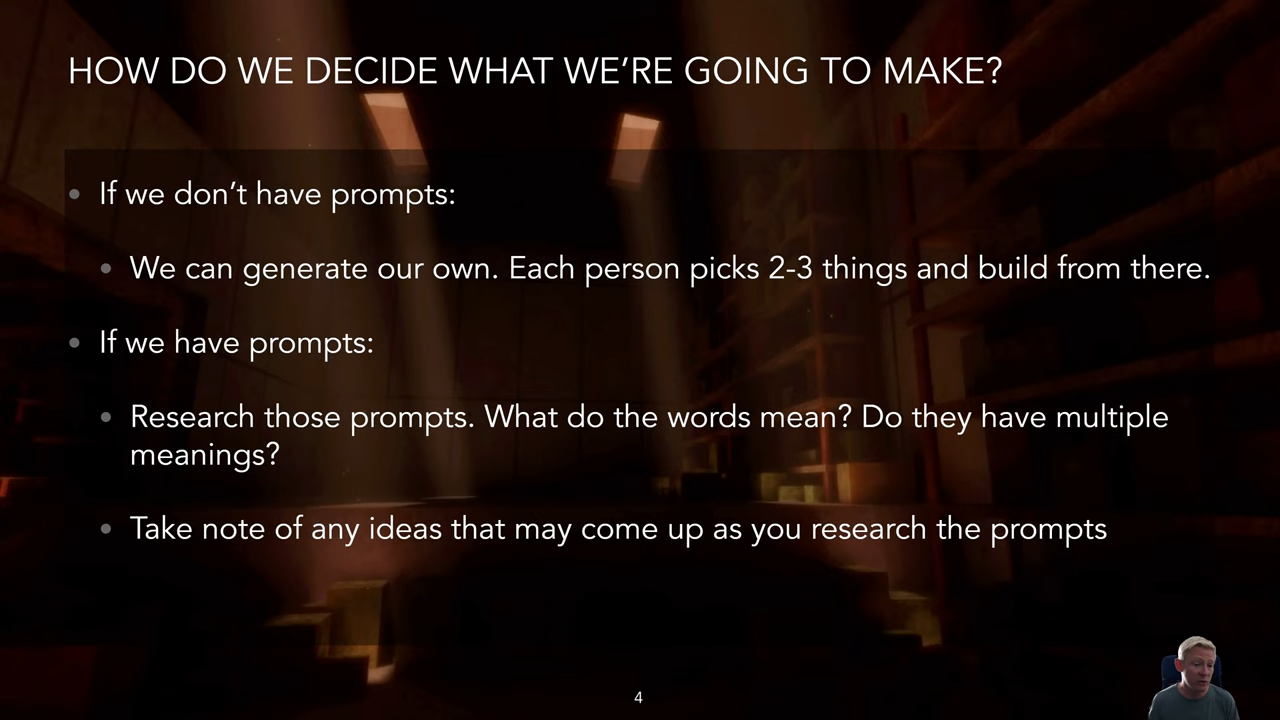 HOW DO WE DECIDE WHAT WE’RE GOING TO MAKE?
• If we don’t have prompts:
• We can generate our own. Each person picks 2-3 things and build from there.
• If we have prompts:
• Research those prompts. What do the words mean? Do they have multiple
meanings?
• Take note of any ideas that may come up as you research the prompts
4